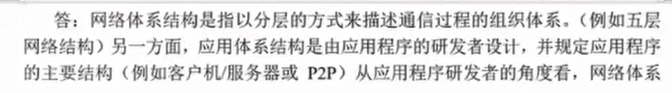 答：网络体系结构是指以分层的方式来描述通信过程的组织体系。（例如五层
网络结构）另一方面，应用体系结构是由应用程序的研发者设计，并规定应用程序
的主要结构（例如客户机/服务器或 P2P）从应用程序研发者的角度看，网络体系